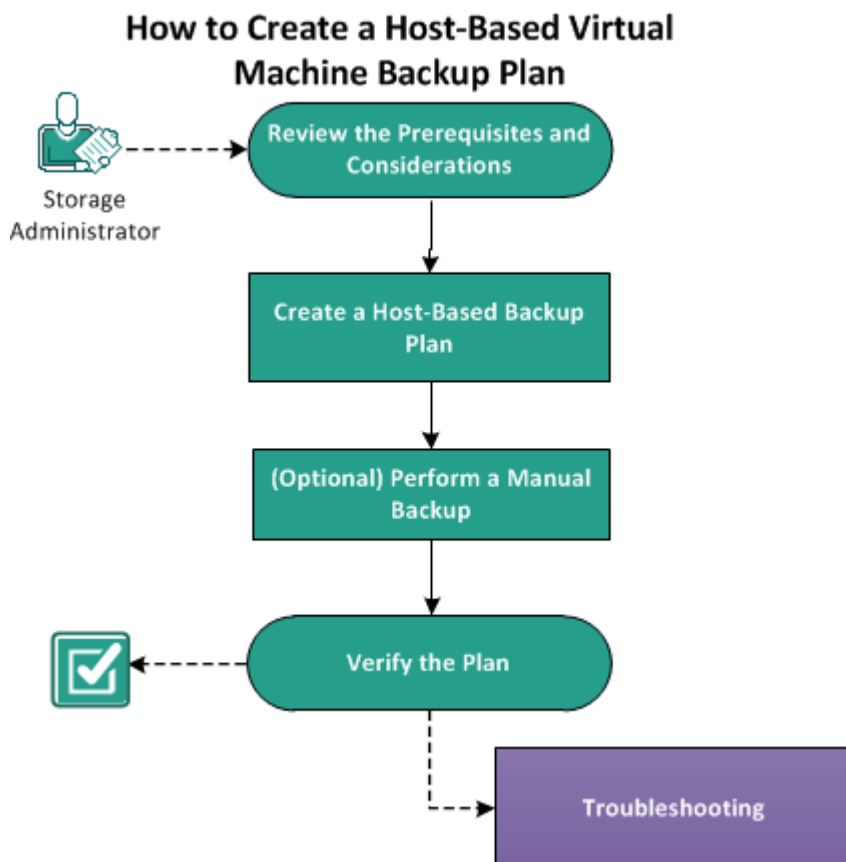 How to Create a Host-Based Virtual
Machine Backup Plan
Review the Prerequisites and
Considerations
Storage
Administrator
Create a Host-Based Backup
Plan
(Optional) Perform a Manual
Backup
Verify the Plan
Troubleshooting